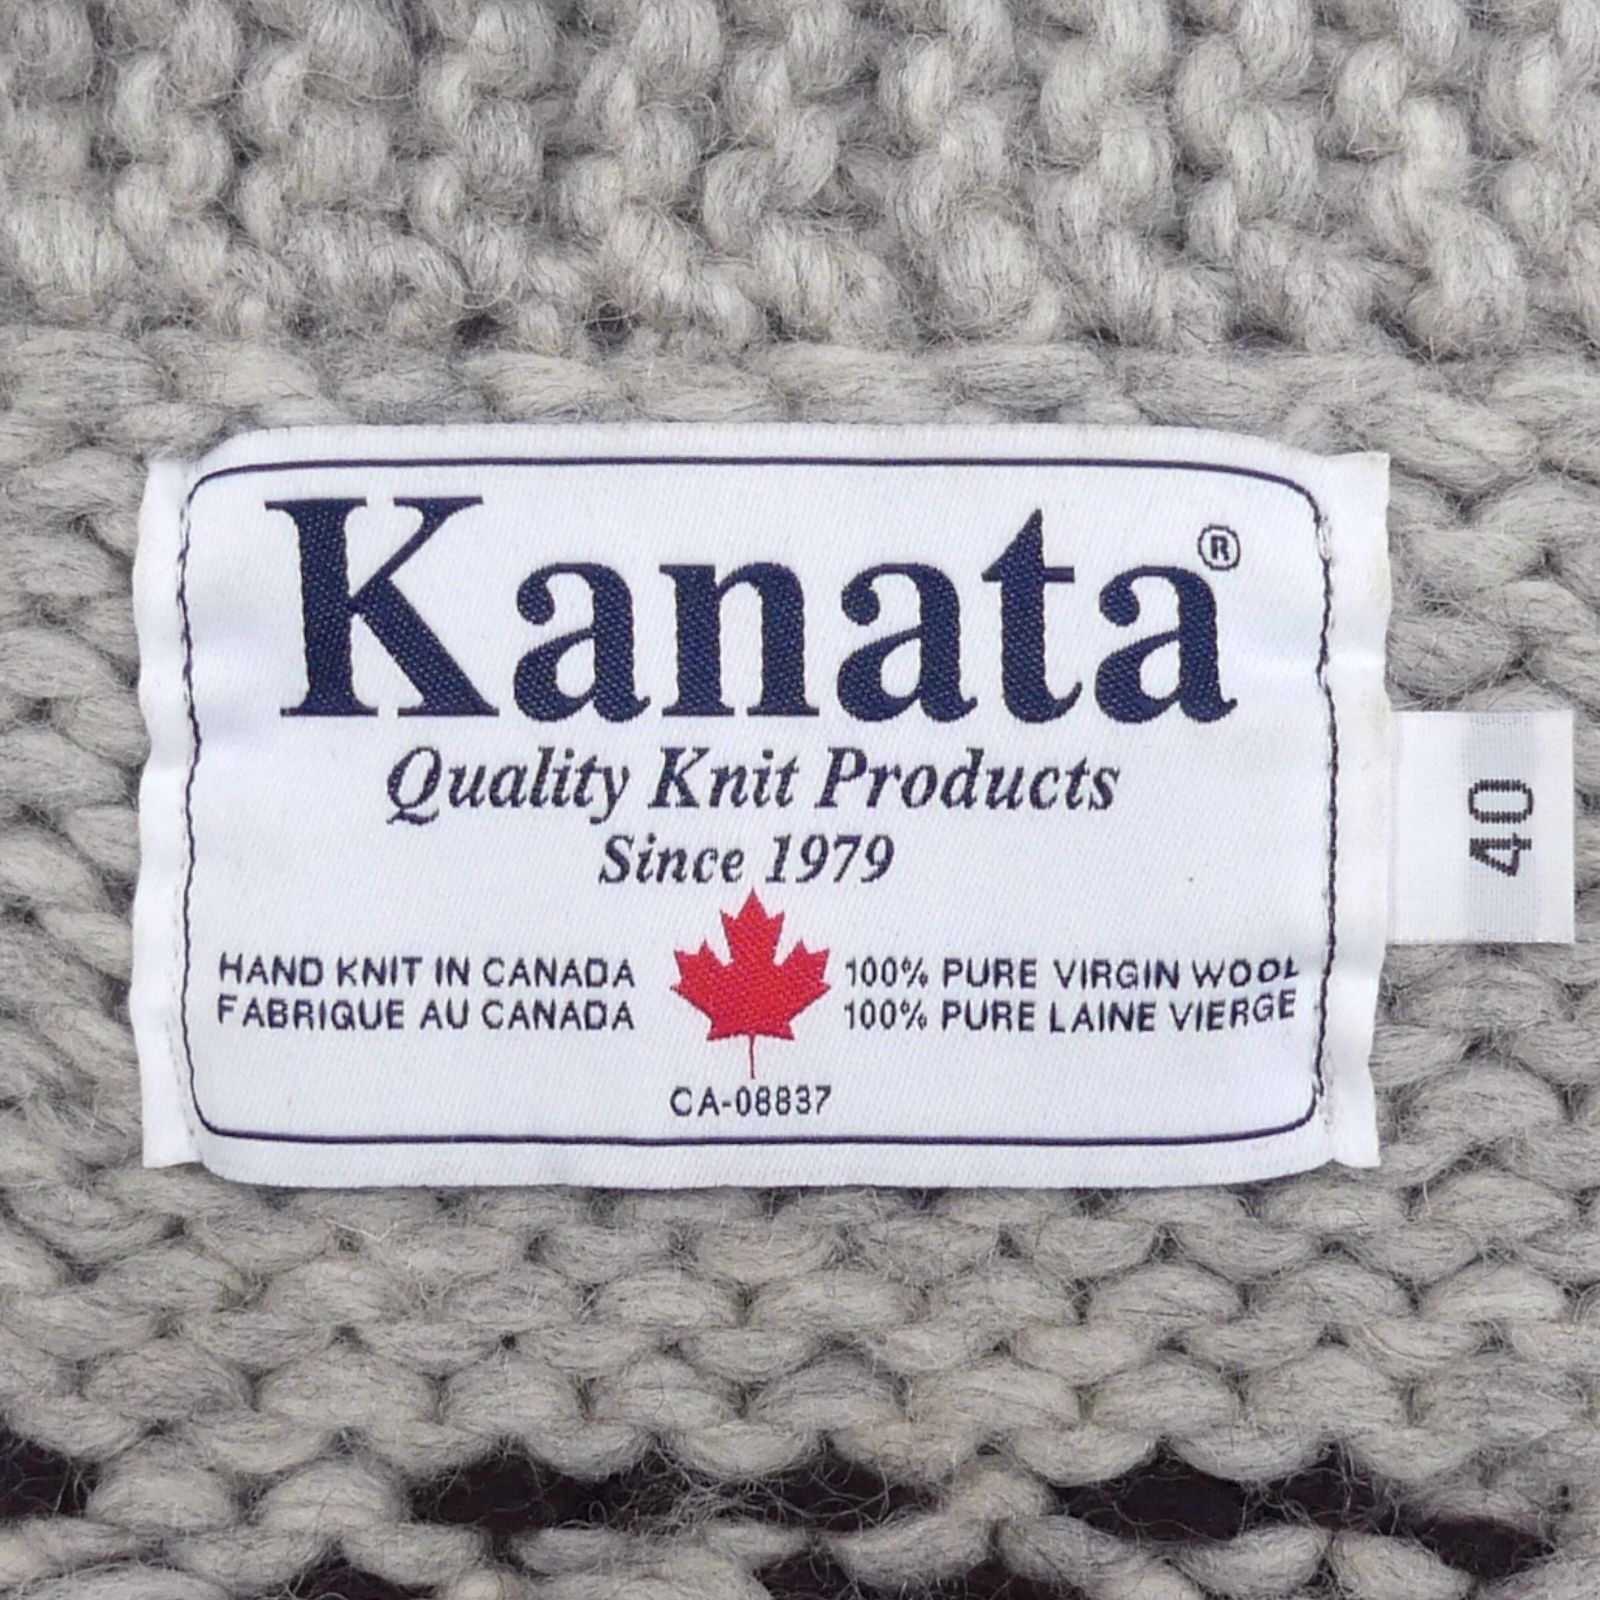 Kanata®
Quality Knit Products
Since 1979
HAND KNIT IN CANADA
FABRIQUE AU CANADA
100% PURE VIRGIN WOOL
100% PURE LAINE VIERGE
CA-08837
40